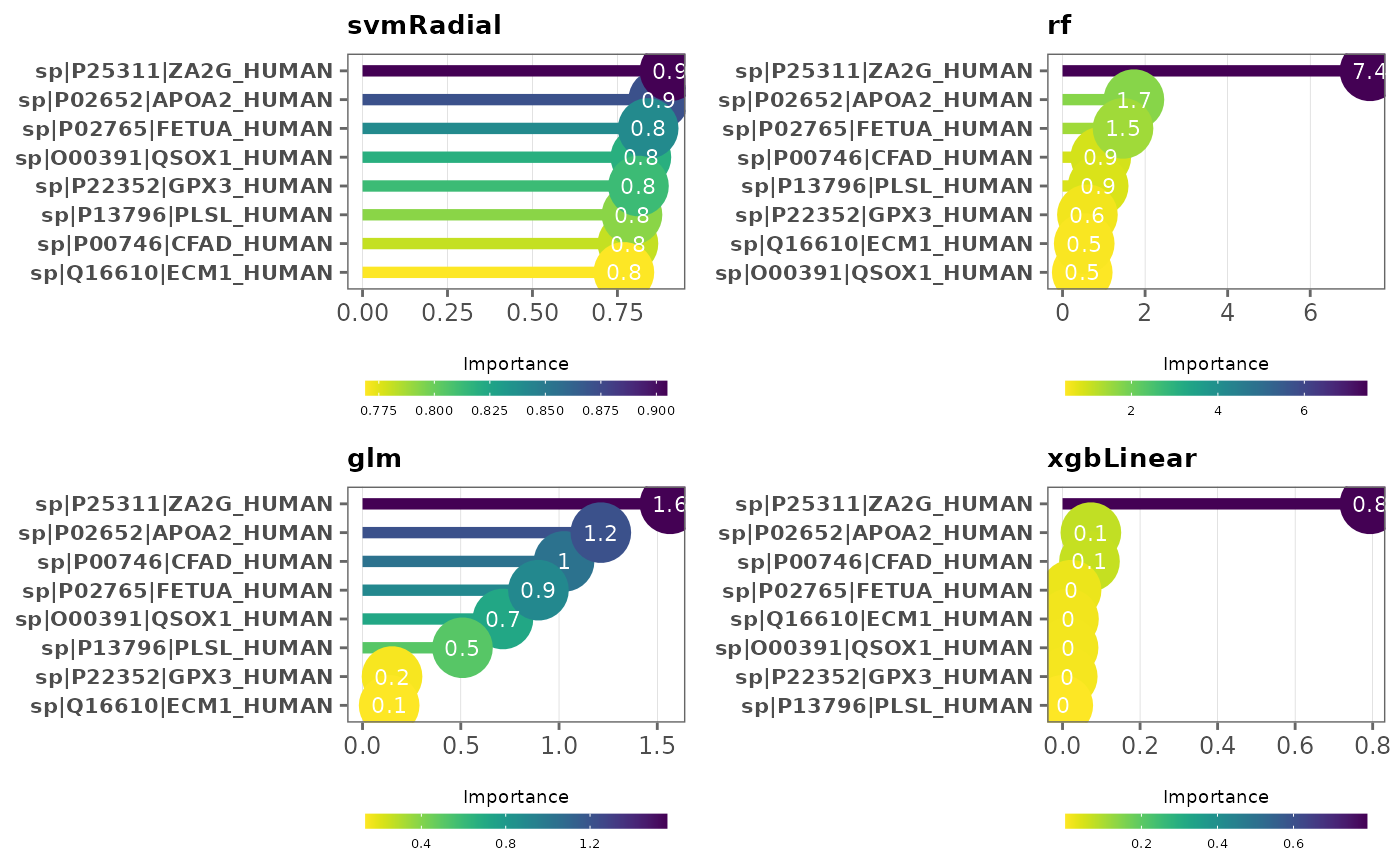 svmRadial
sp|P25311|ZA2G_HUMAN 0.9
sp|P02652|APOA2_HUMAN 0.9
sp|P02765|FETUA_HUMAN 0.8
sp|O00391|QSOX1_HUMAN 0.8
sp|P22352|GPX3_HUMAN 0.8
sp|P13796|PLSL_HUMAN 0.8
sp|P00746|CFAD_HUMAN 0.8
sp|Q16610|ECM1_HUMAN 0.8
0.00 0.25 0.50 0.75
Importance
0.775 0.800 0.825 0.850 0.875 0.900
rf
sp|P25311|ZA2G_HUMAN 7.4
sp|P02652|APOA2_HUMAN 1.7
sp|P02765|FETUA_HUMAN 1.5
sp|P00746|CFAD_HUMAN 0.9
sp|P13796|PLSL_HUMAN 0.9
sp|P22352|GPX3_HUMAN 0.6
sp|Q16610|ECM1_HUMAN 0.5
sp|O00391|QSOX1_HUMAN 0.5
0 2 4 6
Importance
2 4 6
glm
sp|P25311|ZA2G_HUMAN 1.6
sp|P02652|APOA2_HUMAN 1.2
sp|P00746|CFAD_HUMAN 1
sp|P02765|FETUA_HUMAN 0.9
sp|O00391|QSOX1_HUMAN 0.7
sp|P13796|PLSL_HUMAN 0.5
sp|P22352|GPX3_HUMAN 0.2
sp|Q16610|ECM1_HUMAN 0.1
0.0 0.5 1.0 1.5
Importance
0.4 0.8 1.2
xgbLinear
sp|P25311|ZA2G_HUMAN 0.8
sp|P02652|APOA2_HUMAN 0.1
sp|P00746|CFAD_HUMAN 0.1
sp|P02765|FETUA_HUMAN 0
sp|Q16610|ECM1_HUMAN 0
sp|O00391|QSOX1_HUMAN 0
sp|P22352|GPX3_HUMAN 0
sp|P13796|PLSL_HUMAN 0
0.0 0.2 0.4 0.6 0.8
Importance
0.2 0.4 0.6